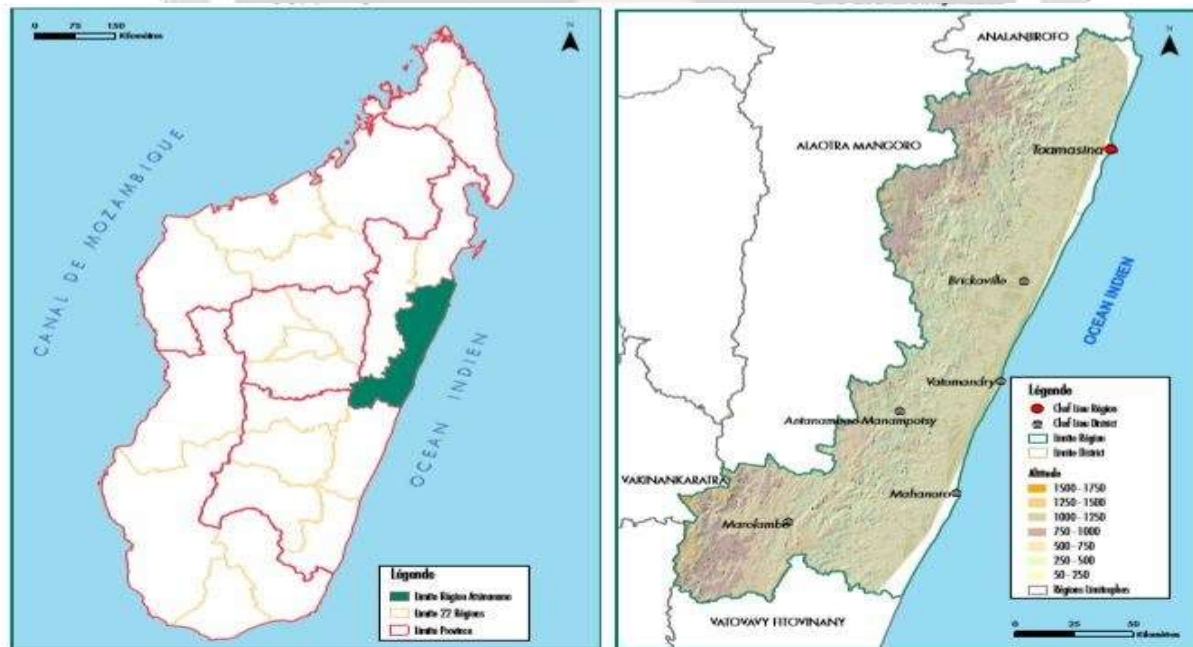 0 75 150
Kilomètres
N
CANAL DE MOZAMBIQUE
OCEAN INDIEN
Légende
Limite Région Atsinanana
Limite 22 Régions
Limite Province
N
ANALANJIROFO
ALAOTRA MANGORO
Toamasina
Brickaville
OCEAN INDIEN
Vatomandry
Antanambao Manampotsy
VAKINANKARATRA
Mahanoro
Marolambo
VATOVAVY FITOVINANY
Légende
Chef Lieu Région
Chef Lieu District
Limite Région
Limite District
Altitude
1500 - 1750
1250 - 1500
1000 - 1250
750 - 1000
500 - 750
250 - 500
50 - 250
Régions Limitrophes
0 25 50
Kilomètres